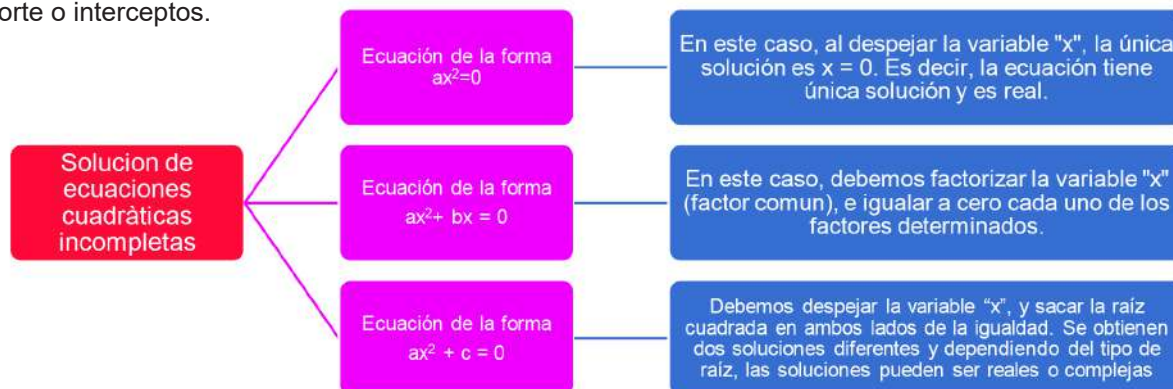 orte o interceptos.
Solucion de
ecuaciones
cuadràticas
incompletas
Ecuación de la forma
ax²=0
En este caso, al despejar la variable "x", la única
solución es x = 0. Es decir, la ecuación tiene
única solución y es real.
Ecuación de la forma
ax²+ bx = 0
En este caso, debemos factorizar la variable "x"
(factor comun), e igualar a cero cada uno de los
factores determinados.
Ecuación de la forma
ax² + c = 0
Debemos despejar la variable “x”, y sacar la raíz
cuadrada en ambos lados de la igualdad. Se obtienen
dos soluciones diferentes y dependiendo del tipo de
raíz, las soluciones pueden ser reales o complejas